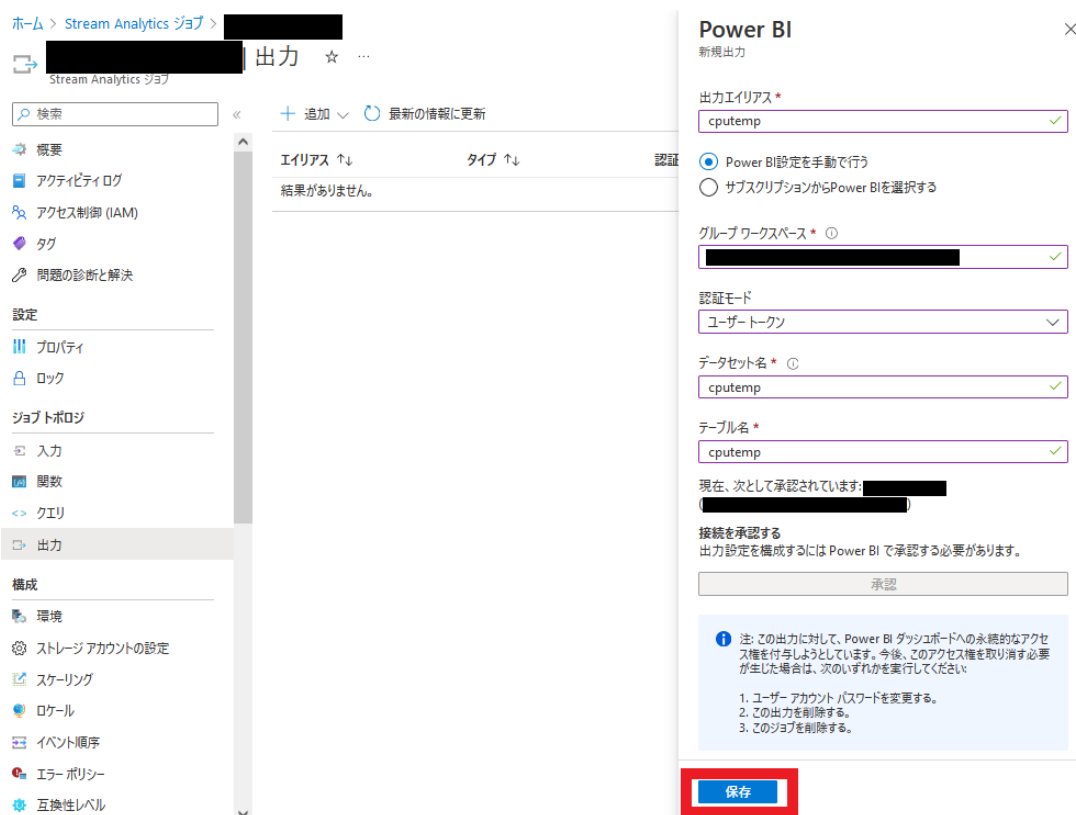 ホーム > Stream Analytics ジョブ >
| 出力 ☆ …
Stream Analytics ジョブ
検索 «
概要
アクティビティ ログ
アクセス制御 (IAM)
タグ
問題の診断と解決
設定
プロパティ
ロック
ジョブ トポロジ
入力
関数
クエリ
出力
構成
環境
ストレージ アカウントの設定
スケーリング
ロケール
イベント順序
エラー ポリシー
互換性レベル
+ 追加 最新の情報に更新
エイリアス ↑↓ タイプ ↑↓ 認証
結果がありません。
Power BI
新規出力
出力エイリアス *
cputemp
Power BI設定を手動で行う
サブスクリプションからPower BIを選択する
グループ ワークスペース *
認証モード
ユーザー トークン
データセット名 *
cputemp
テーブル名 *
cputemp
現在、次として承認されています:
( )
接続を承認する
出力設定を構成するには Power BI で承認する必要があります。
承認
注: この出力に対して、Power BI ダッシュボードへの永続的なアクセ
ス権を付与しようとしています。今後、このアクセス権を取り消す必要
が生じた場合は、次のいずれかを実行してください:
1. ユーザー アカウント パスワードを変更する。
2. この出力を削除する。
3. このジョブを削除する。
保存